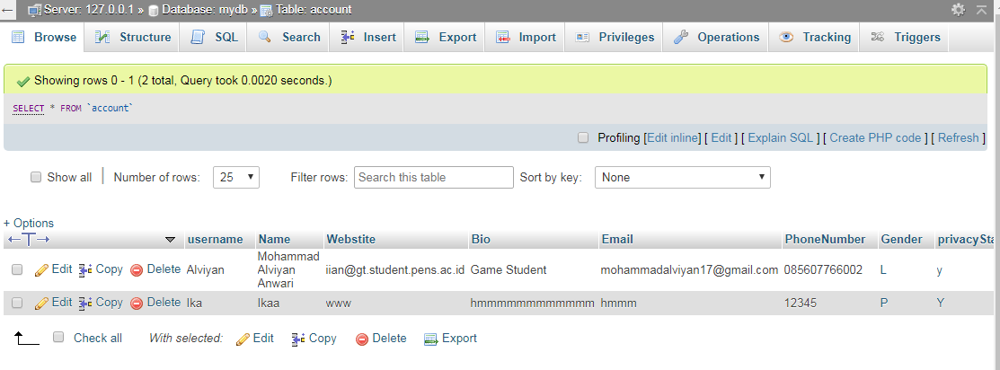 Server: 127.0.0.1 » Database: mydb » Table: account
Browse Structure SQL Search Insert Export Import Privileges Operations Tracking Triggers
Showing rows 0 - 1 (2 total, Query took 0.0020 seconds.)
SELECT * FROM `account`
Profiling [Edit inline] [ Edit ] [ Explain SQL ] [ Create PHP code ] [ Refresh ]
Show all | Number of rows: 25 Filter rows: Search this table Sort by key: None
+ Options
username Name Webstite Bio Email PhoneNumber Gender privacySta
Edit Copy Delete Alviyan Mohammad Alviyan Anwari iian@gt.student.pens.ac.id Game Student mohammadalviyan17@gmail.com 085607766002 L y
Edit Copy Delete Ika Ikaa www hmmmmmmmmmmmm hmmm 12345 P Y
Check all With selected: Edit Copy Delete Export